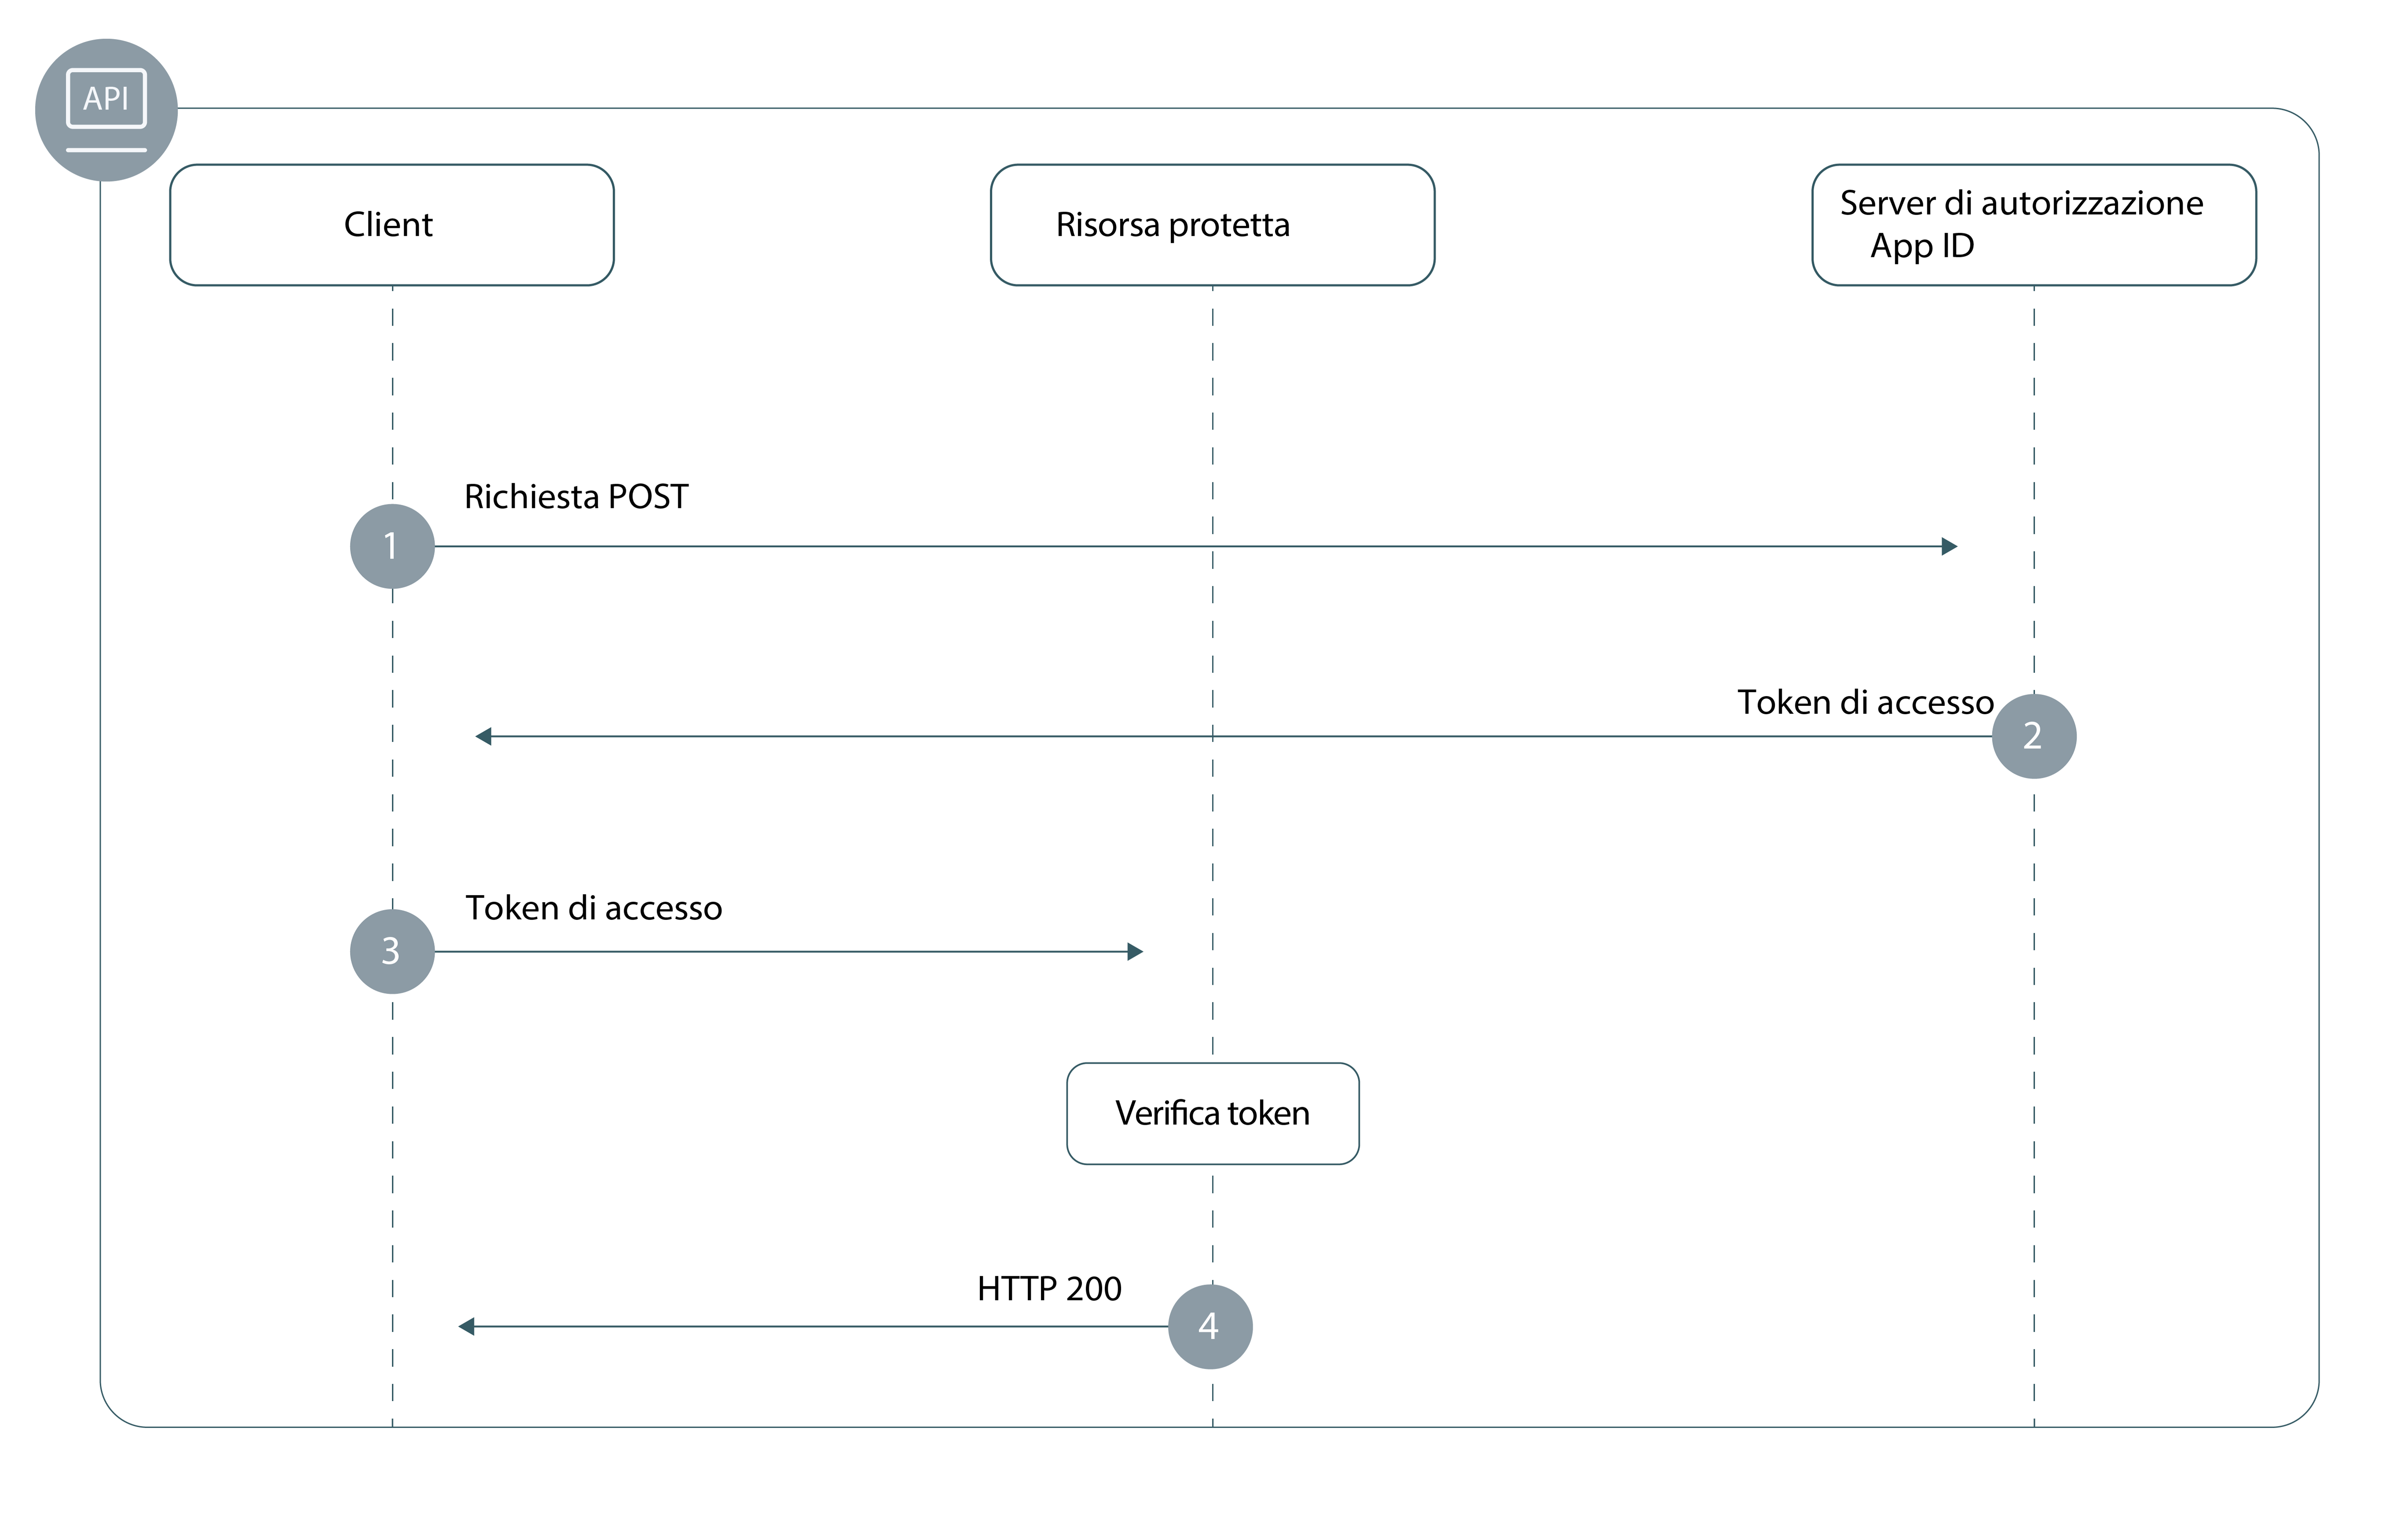 API
Client
Risorsa protetta
Server di autorizzazione
App ID
Richiesta POST
1
Token di accesso
2
Token di accesso
3
Verifica token
HTTP 200
4